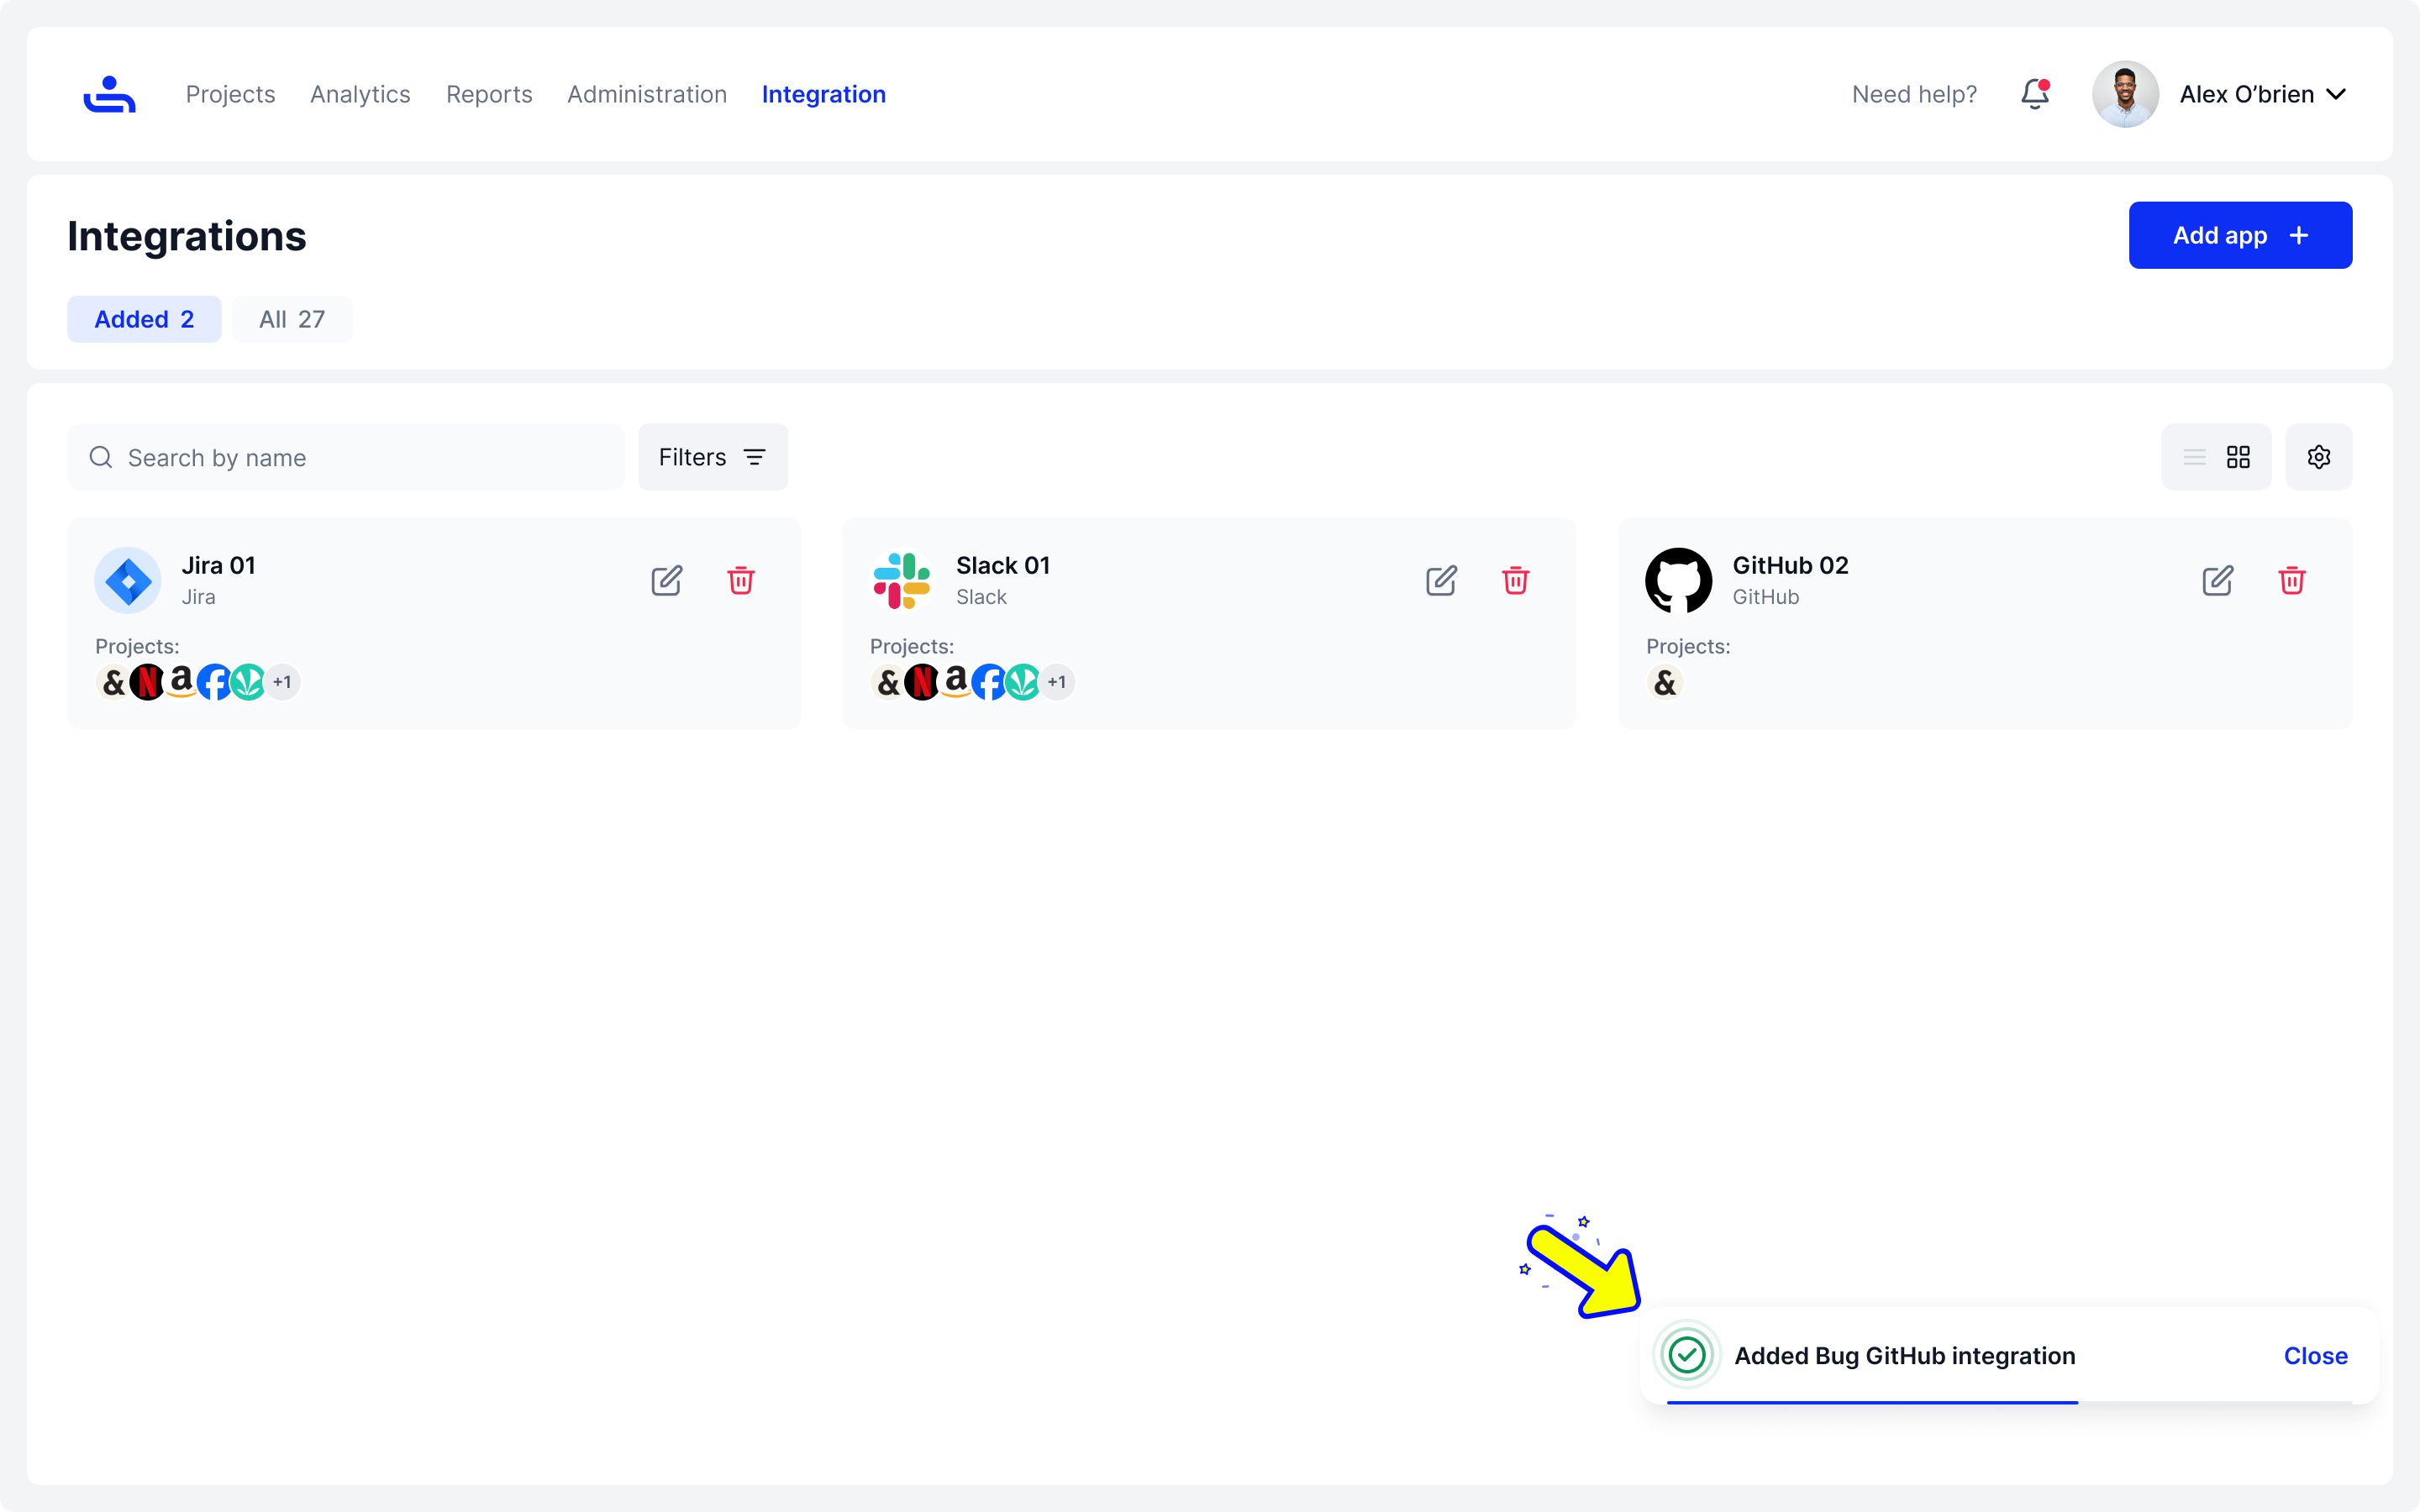 Projects Analytics Reports Administration Integration Need help? Alex O’brien
Integrations
Add app
Added 2 All 27
Search by name Filters
Jira 01
Jira
Projects:
& N a f +1
Slack 01
Slack
Projects:
& N a f +1
GitHub 02
GitHub
Projects:
&
Added Bug GitHub integration Close